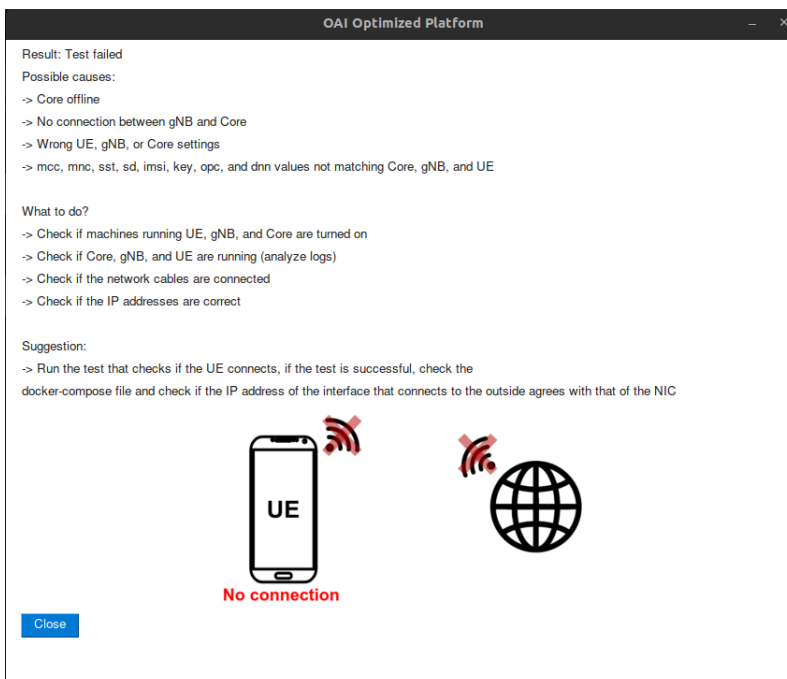 OAI Optimized Platform
Result: Test failed
Possible causes:
-> Core offline
-> No connection between gNB and Core
-> Wrong UE, gNB, or Core settings
-> mcc, mnc, sst, sd, imsi, key, opc, and dnn values not matching Core, gNB, and UE
What to do?
-> Check if machines running UE, gNB, and Core are turned on
-> Check if Core, gNB, and UE are running (analyze logs)
-> Check if the network cables are connected
-> Check if the IP addresses are correct
Suggestion:
-> Run the test that checks if the UE connects, if the test is successful, check the
docker-compose file and check if the IP address of the interface that connects to the outside agrees with that of the NIC
UE
No connection
Close